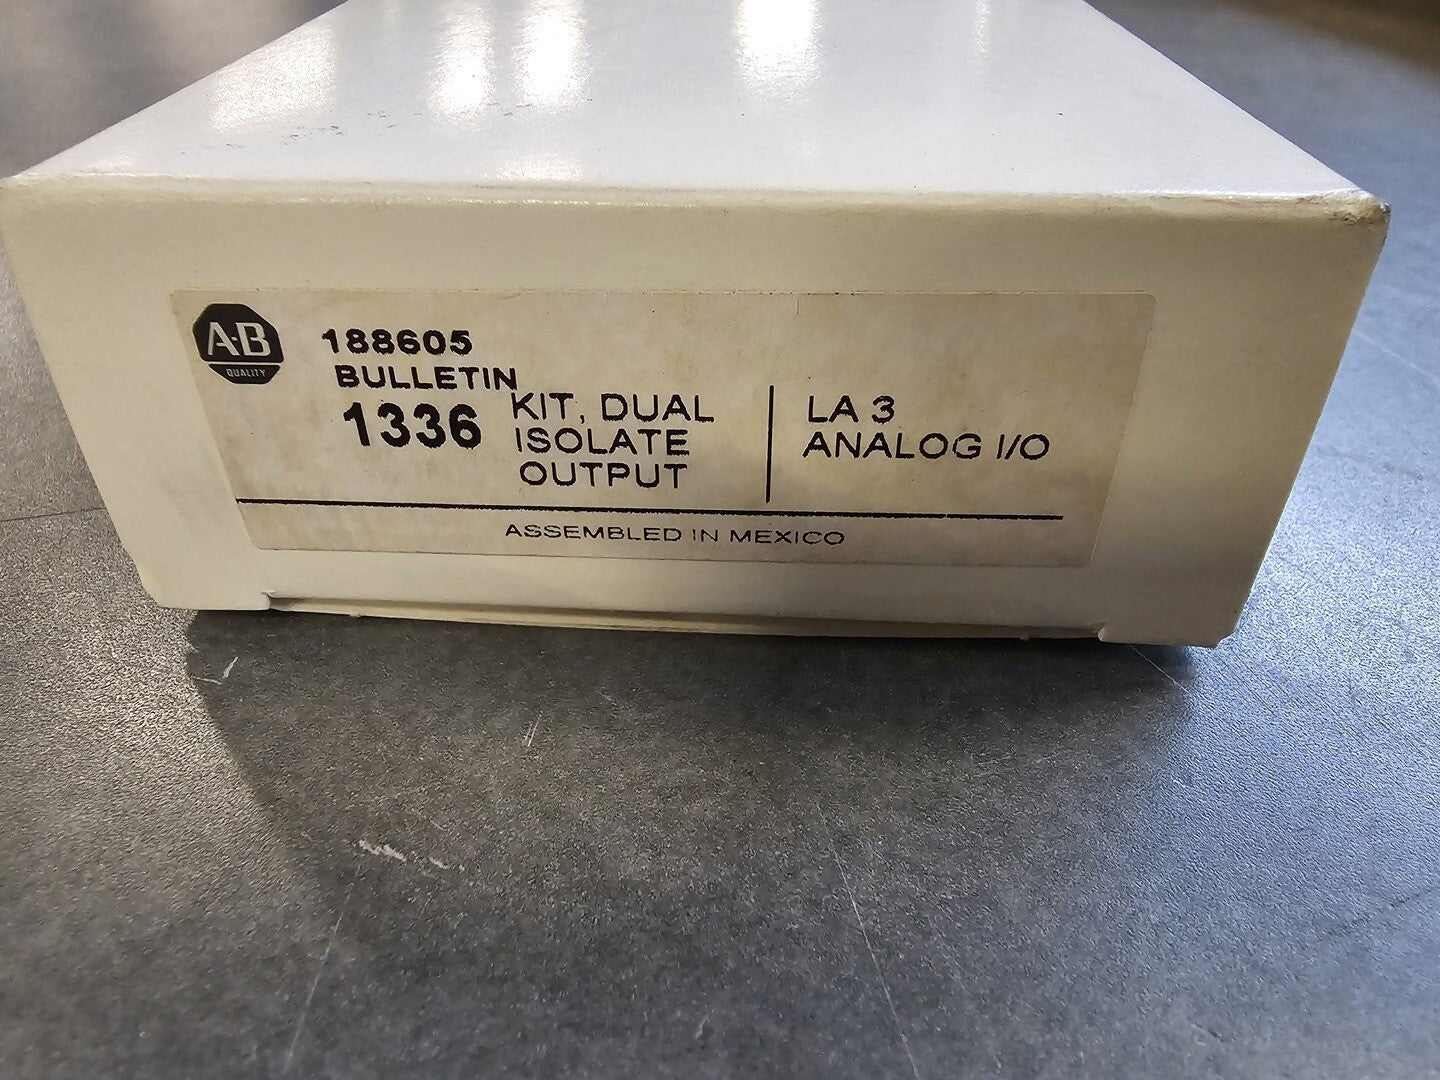 A-B
QUALITY
188605
BULLETIN
1336
KIT, DUAL
ISOLATE
OUTPUT
LA 3
ANALOG I/O
ASSEMBLED IN MEXICO